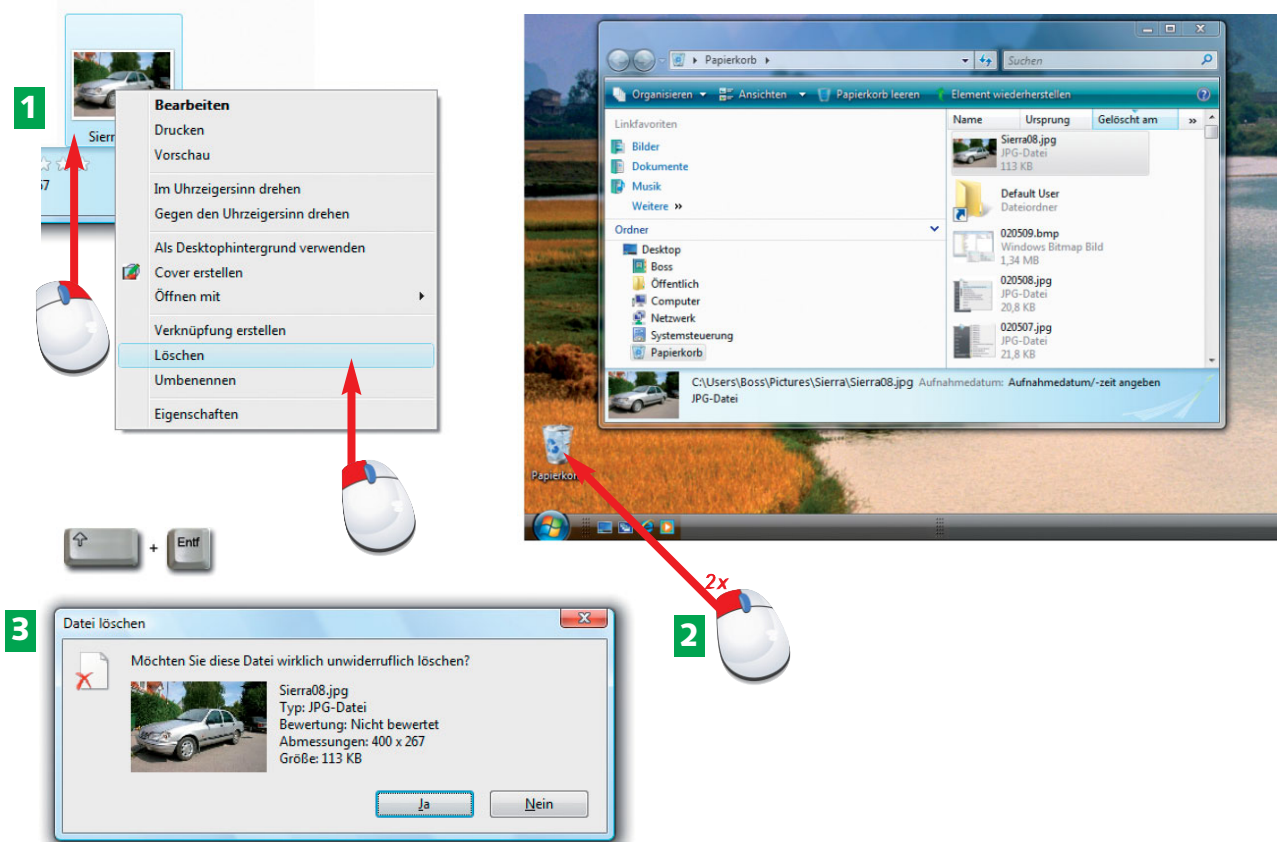 1
Sierr
67
Bearbeiten
Drucken
Vorschau
Im Uhrzeigersinn drehen
Gegen den Uhrzeigersinn drehen
Als Desktophintergrund verwenden
Cover erstellen
Öffnen mit
Verknüpfung erstellen
Löschen
Umbenennen
Eigenschaften
Papierkorb
Suchen
Organisieren Ansichten Papierkorb leeren Element wiederherstellen
Linkfavoriten
Bilder
Dokumente
Musik
Weitere »
Ordner
Desktop
Boss
Öffentlich
Computer
Netzwerk
Systemsteuerung
Papierkorb
Name Ursprung Gelöscht am »
Sierra08.jpg
JPG-Datei
113 KB
Default User
Dateiordner
020509.bmp
Windows Bitmap Bild
1,34 MB
020508.jpg
JPG-Datei
20,8 KB
020507.jpg
JPG-Datei
21,8 KB
C:\Users\Boss\Pictures\Sierra\Sierra08.jpg Aufnahmedatum: Aufnahmedatum/-zeit angeben
JPG-Datei
Papierkorb
2x
2
+ Entf
3
Datei löschen
Möchten Sie diese Datei wirklich unwiderruflich löschen?
Sierra08.jpg
Typ: JPG-Datei
Bewertung: Nicht bewertet
Abmessungen: 400 x 267
Größe: 113 KB
Ja Nein